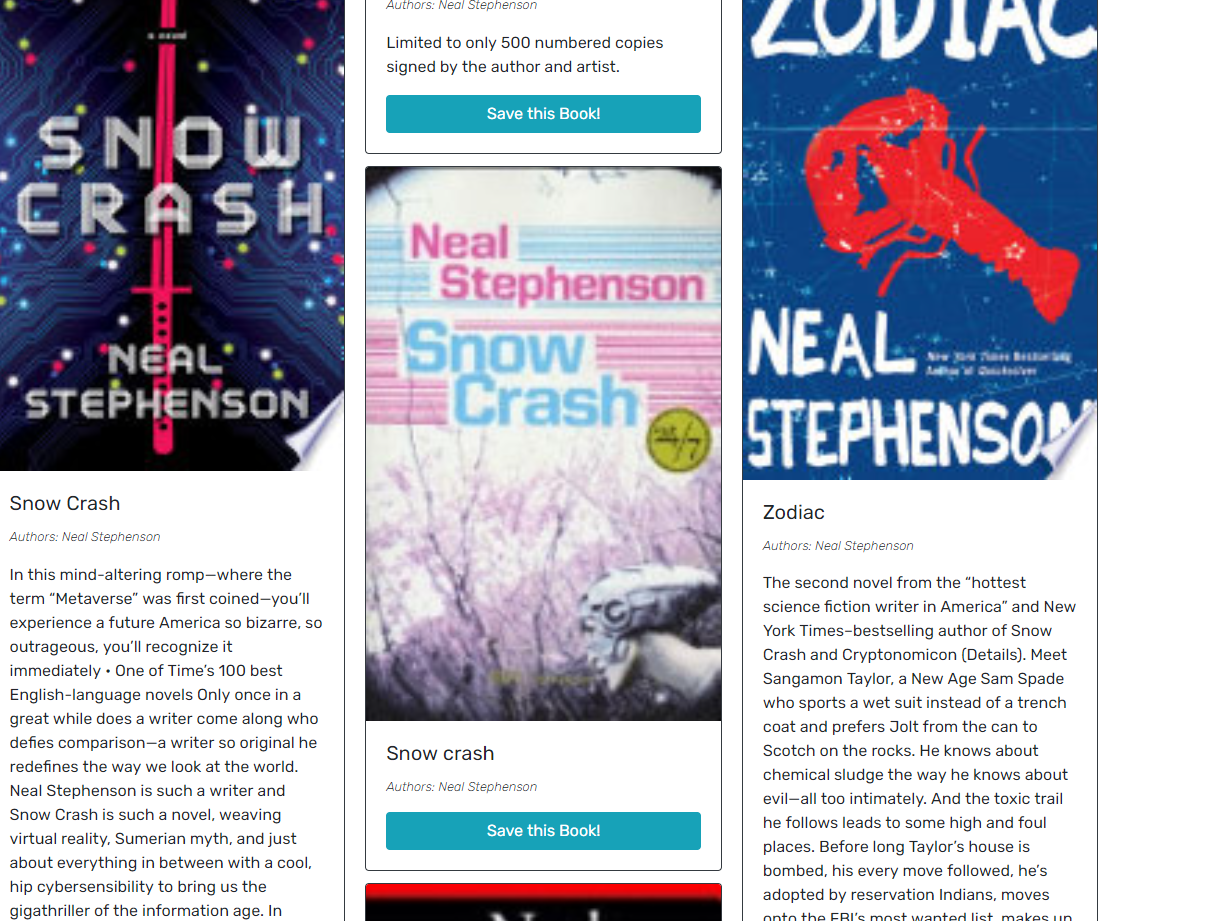 a novel
SNOW
CRASH
NEAL
STEPHENSON
Snow Crash
Authors: Neal Stephenson
In this mind-altering romp—where the
term “Metaverse” was first coined—you’ll
experience a future America so bizarre, so
outrageous, you’ll recognize it
immediately • One of Time’s 100 best
English-language novels Only once in a
great while does a writer come along who
defies comparison—a writer so original he
redefines the way we look at the world.
Neal Stephenson is such a writer and
Snow Crash is such a novel, weaving
virtual reality, Sumerian myth, and just
about everything in between with a cool,
hip cybersensibility to bring us the
gigathriller of the information age. In
Authors: Neal Stephenson
Limited to only 500 numbered copies
signed by the author and artist.
Save this Book!
Neal
Stephenson
Snow
Crash
Snow crash
Authors: Neal Stephenson
Save this Book!
Neal
ZODIAC
NEAL
New York Times Bestselling
Author of Quicksilver
STEPHENSON
Zodiac
Authors: Neal Stephenson
The second novel from the “hottest
science fiction writer in America” and New
York Times–bestselling author of Snow
Crash and Cryptonomicon (Details). Meet
Sangamon Taylor, a New Age Sam Spade
who sports a wet suit instead of a trench
coat and prefers Jolt from the can to
Scotch on the rocks. He knows about
chemical sludge the way he knows about
evil—all too intimately. And the toxic trail
he follows leads to some high and foul
places. Before long Taylor’s house is
bombed, his every move followed, he’s
adopted by reservation Indians, moves
onto the FBI’s most wanted list, makes up